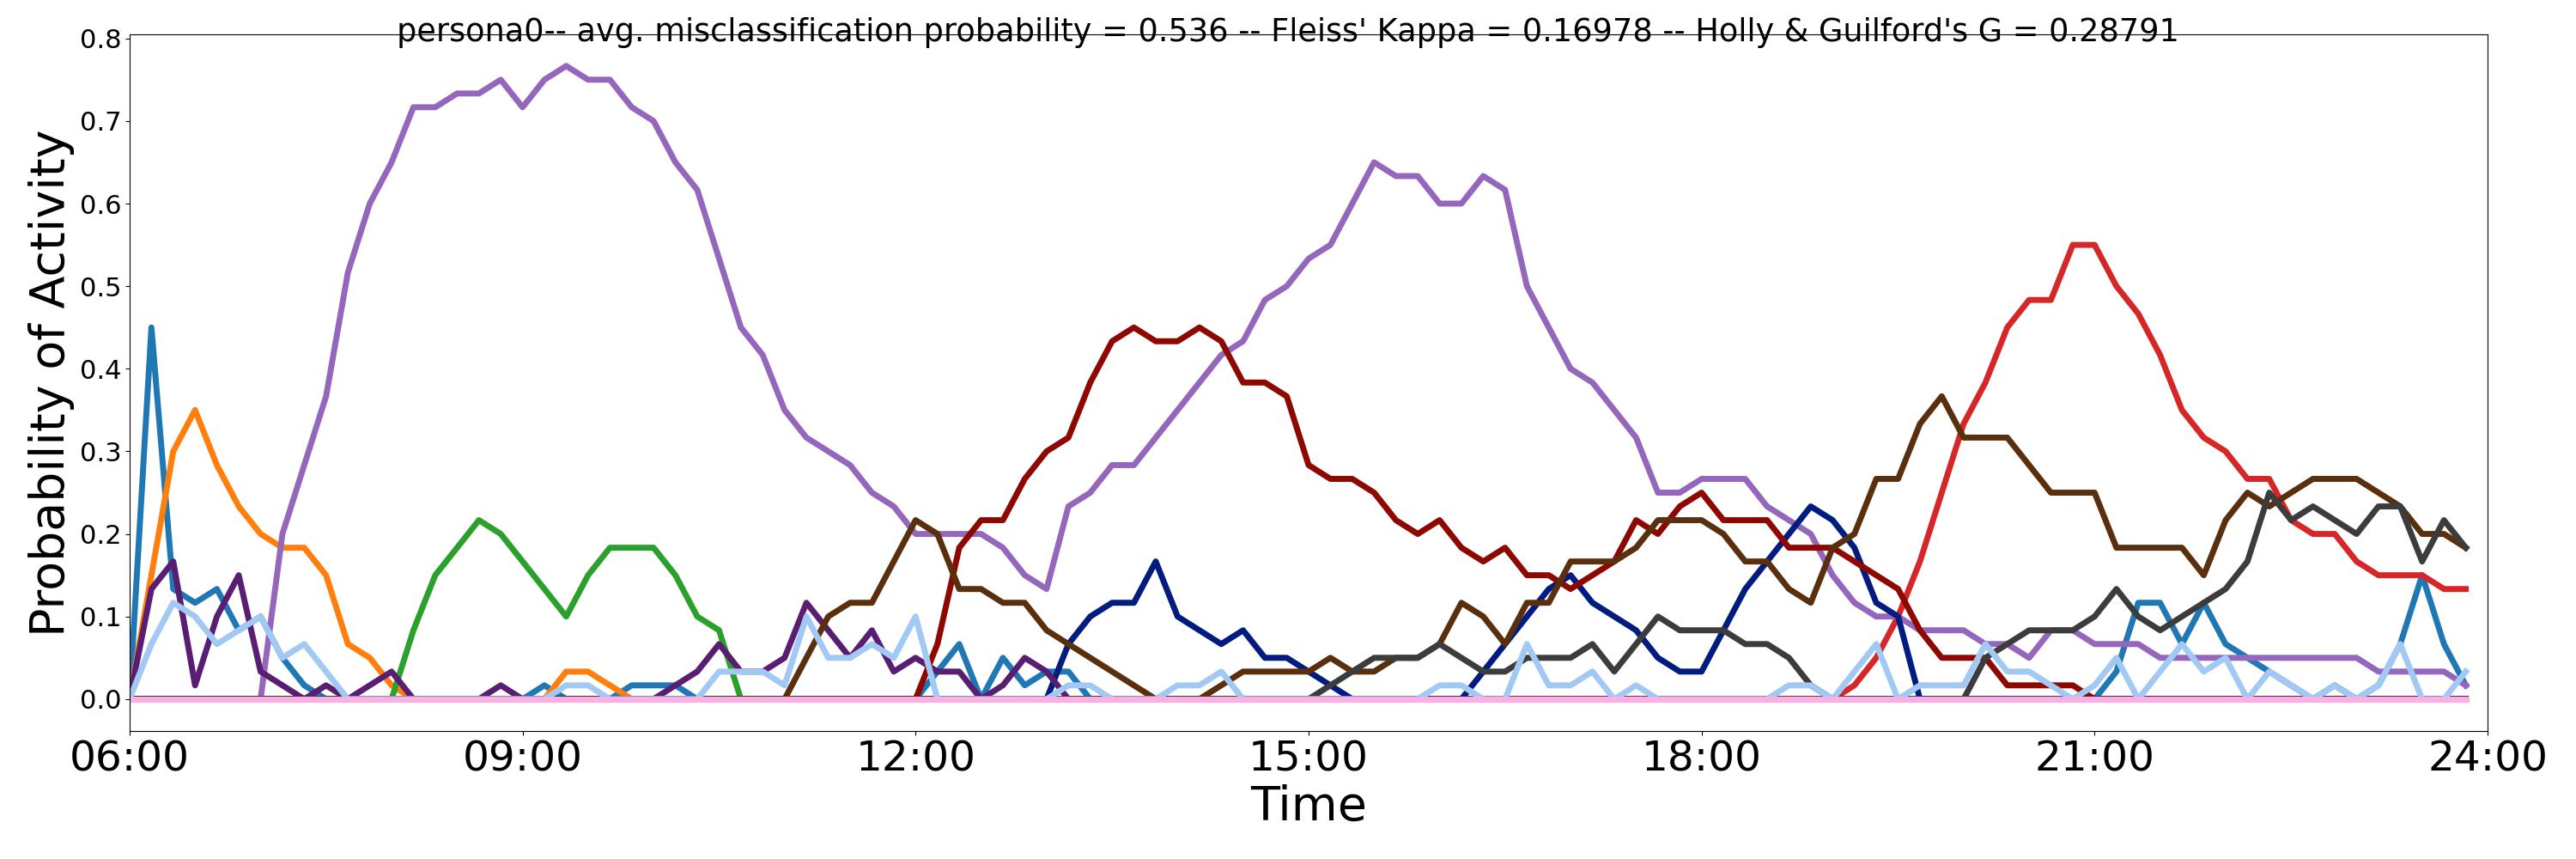 persona0-- avg. misclassification probability = 0.536 -- Fleiss' Kappa = 0.16978 -- Holly & Guilford's G = 0.28791
Probability of Activity
0.8
0.7
0.6
0.5
0.4
0.3
0.2
0.1
0.0
06:00 09:00 12:00 15:00 18:00 21:00 24:00
Time